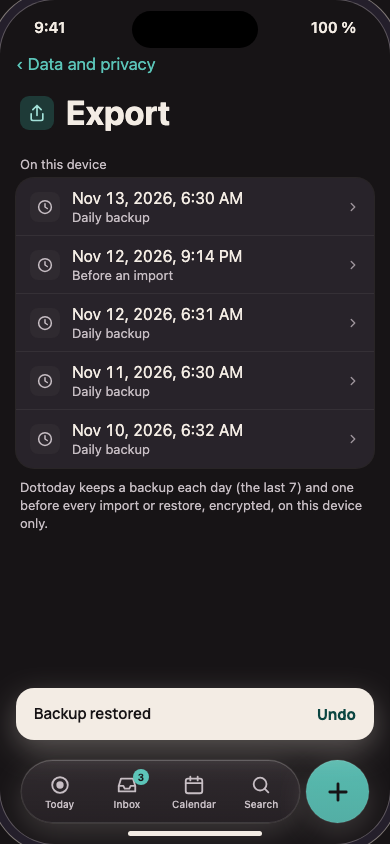 9:41
100 %
‹ Data and privacy
Export
On this device
Nov 13, 2026, 6:30 AM
Daily backup
Nov 12, 2026, 9:14 PM
Before an import
Nov 12, 2026, 6:31 AM
Daily backup
Nov 11, 2026, 6:30 AM
Daily backup
Nov 10, 2026, 6:32 AM
Daily backup
Dottoday keeps a backup each day (the last 7) and one
before every import or restore, encrypted, on this device
only.
Backup restored
Undo
3
Today
Inbox
Calendar
Search